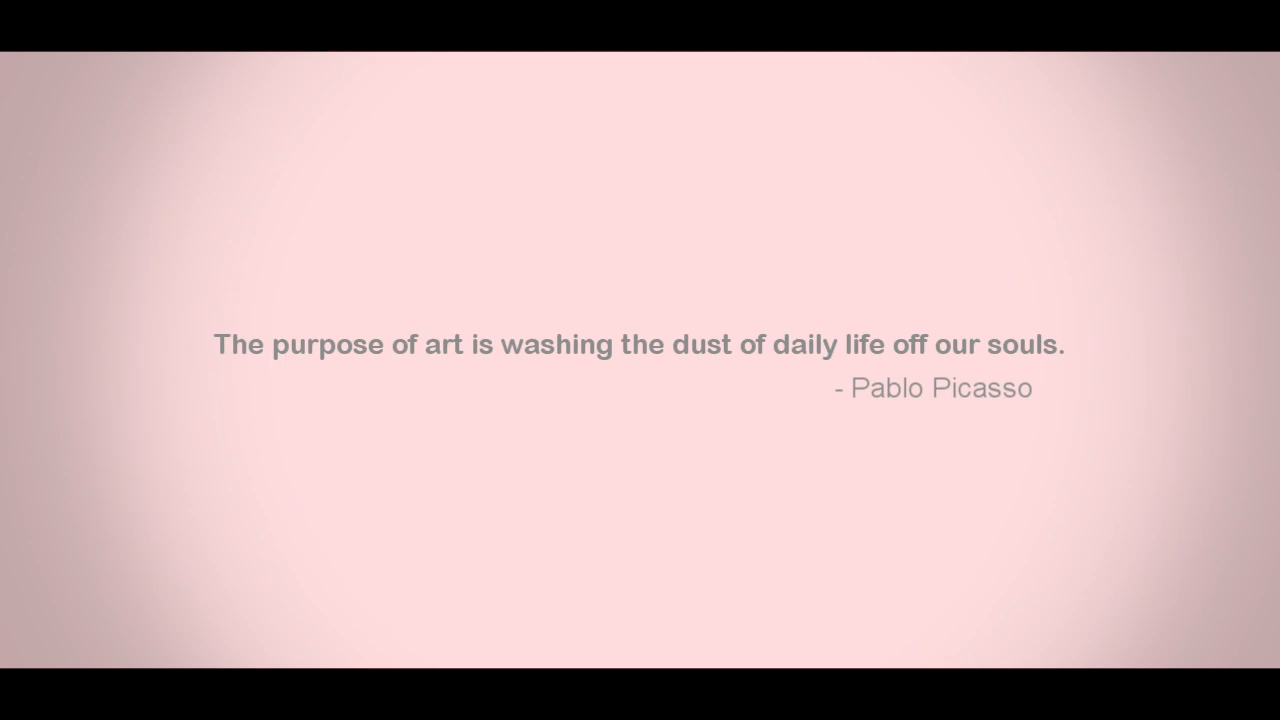 The purpose of art is washing the dust of daily life off our souls.
- Pablo Picasso